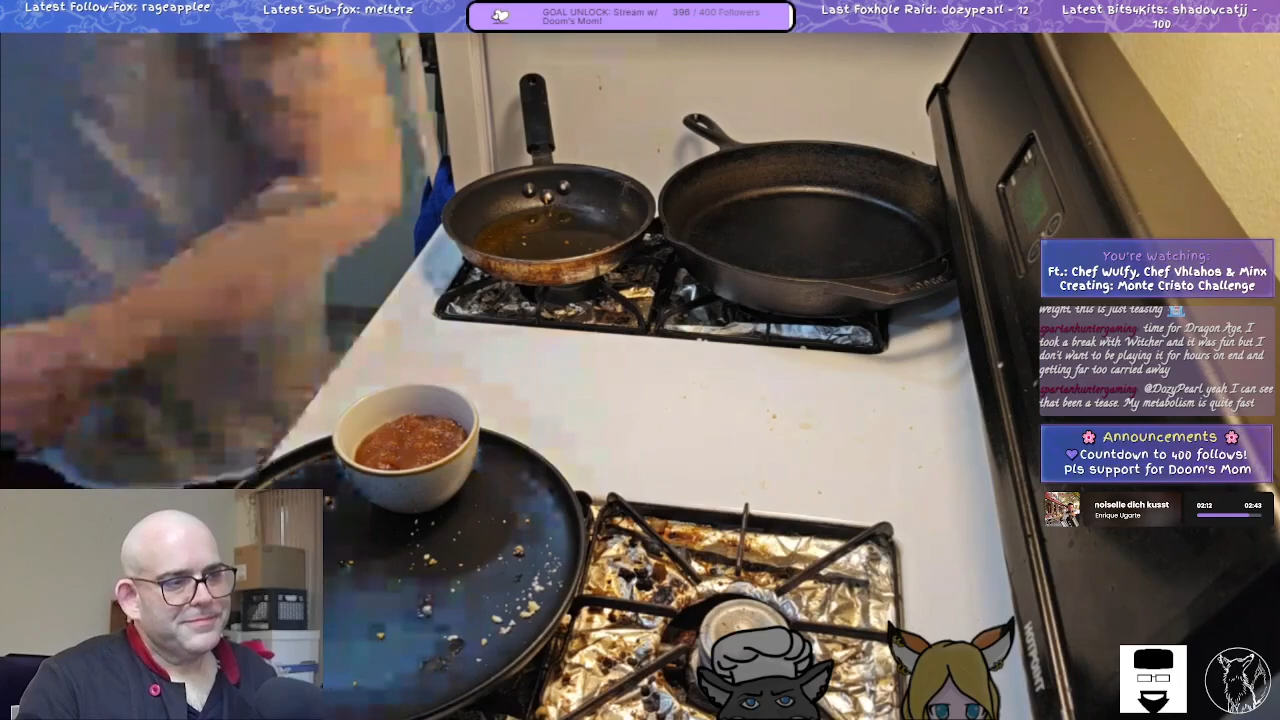 Latest Follow-Fox: rageapplee
Latest Sub-fox: melterz
GOAL UNLOCK: Stream w/
Doom's Mom!
396 / 400 Followers
Last Foxhole Raid: dozypearl - 12
Latest Bits4Kits: shadowcatjj -
100
You're Watching:
Ft.: Chef Wulfy, Chef Vhlahos & Minx
Creating: Monte Cristo Challenge
weight, this is just teasing
spartanhuntergaming time for Dragon Age, I
took a break with Witcher and it was fun but I
don't want to be playing it for hours on end and
getting far too carried away
spartanhuntergaming @DozyPearl yeah I can see
that been a tease. My metabolism is quite fast
Announcements
Countdown to 400 follows!
Pls support for Doom's Mom
noiselle dich kusst
Enrique Ugarte
02:12
02:43
HOTPOINT